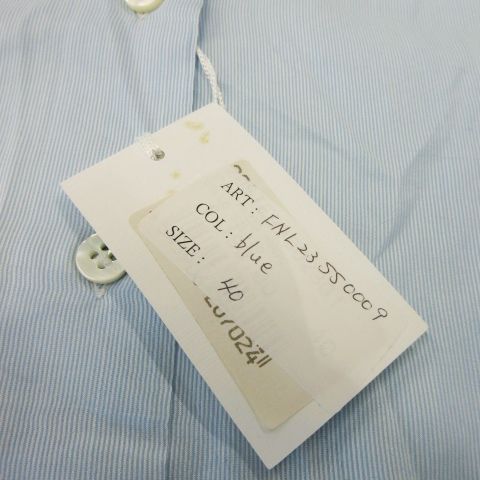 ART: FNL23SS0009
COL: blue
SIZE: 40